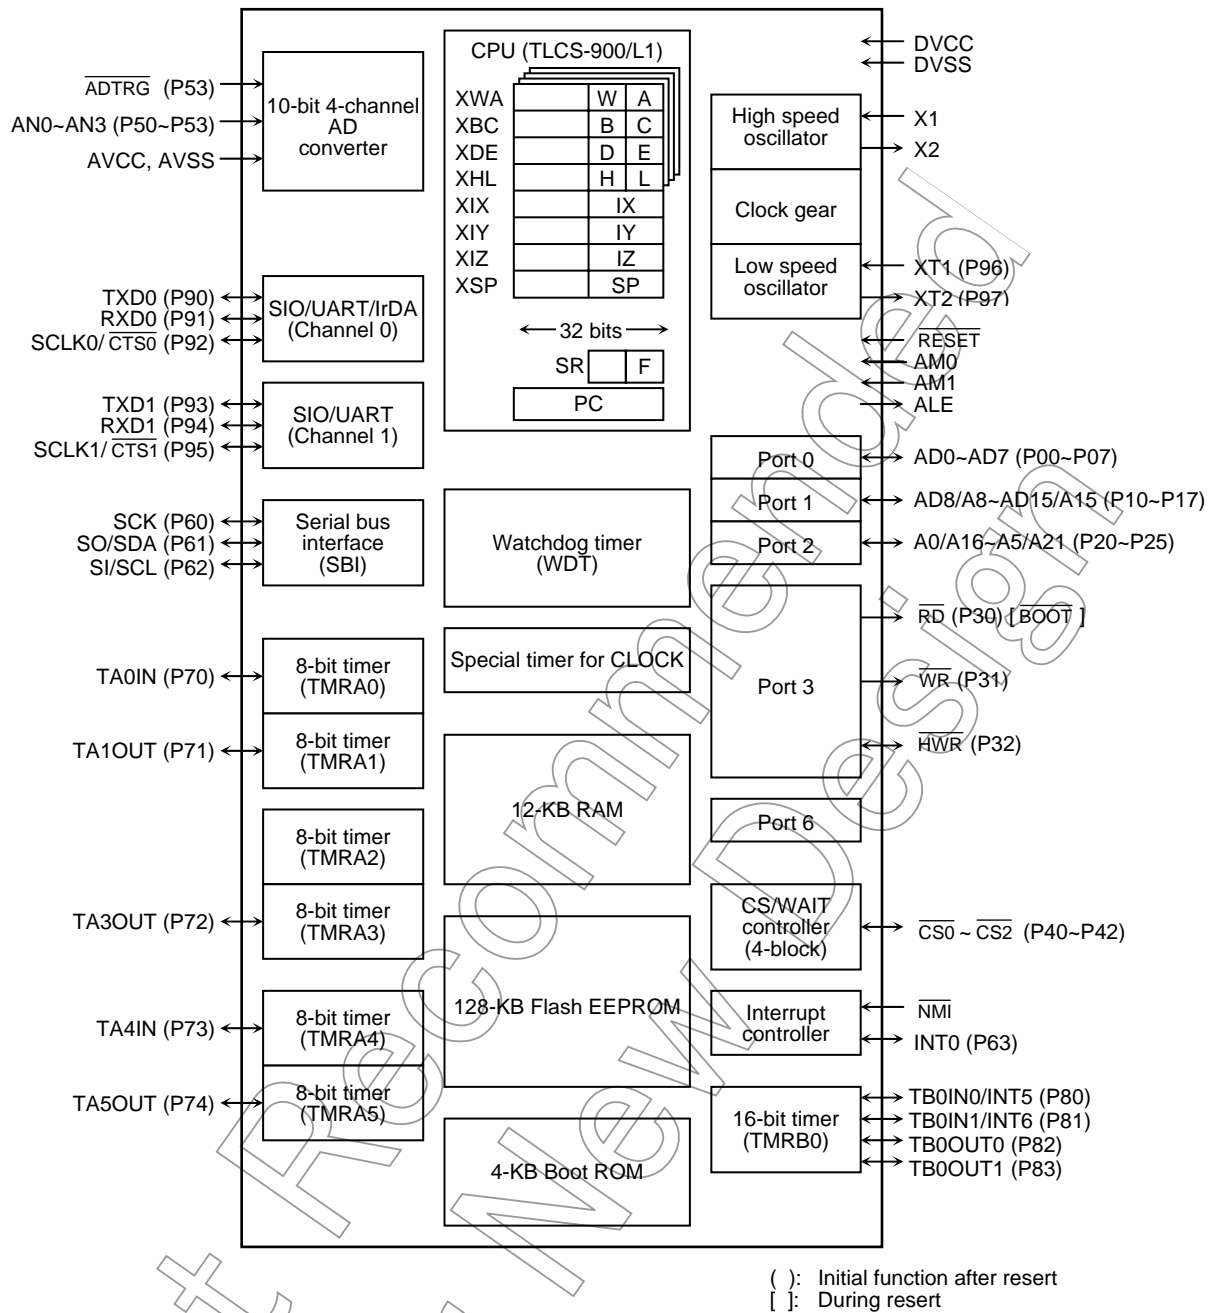 CPU (TLCS-900/L1)
XWA W A
XBC B C
XDE D E
XHL H L
XIX IX
XIY IY
XIZ IZ
XSP SP
32 bits
SR F
PC
ADTRG (P53)
AN0~AN3 (P50~P53)
AVCC, AVSS
10-bit 4-channel
AD
converter
TXD0 (P90)
RXD0 (P91)
SCLK0/ CTS0 (P92)
SIO/UART/IrDA
(Channel 0)
TXD1 (P93)
RXD1 (P94)
SCLK1/ CTS1 (P95)
SIO/UART
(Channel 1)
SCK (P60)
SO/SDA (P61)
SI/SCL (P62)
Serial bus
interface
(SBI)
TA0IN (P70)
8-bit timer
(TMRA0)
TA1OUT (P71)
8-bit timer
(TMRA1)
8-bit timer
(TMRA2)
TA3OUT (P72)
8-bit timer
(TMRA3)
TA4IN (P73)
8-bit timer
(TMRA4)
TA5OUT (P74)
8-bit timer
(TMRA5)
Watchdog timer
(WDT)
Special timer for CLOCK
12-KB RAM
128-KB Flash EEPROM
4-KB Boot ROM
DVCC
DVSS
High speed
oscillator
X1
X2
Clock gear
Low speed
oscillator
XT1 (P96)
XT2 (P97)
RESET
AM0
AM1
ALE
Port 0
AD0~AD7 (P00~P07)
Port 1
AD8/A8~AD15/A15 (P10~P17)
Port 2
A0/A16~A5/A21 (P20~P25)
Port 3
RD (P30) [BOOT ]
WR (P31)
HWR (P32)
Port 6
CS/WAIT
controller
(4-block)
CS0 ~ CS2 (P40~P42)
Interrupt
controller
NMI
INT0 (P63)
16-bit timer
(TMRB0)
TB0IN0/INT5 (P80)
TB0IN1/INT6 (P81)
TB0OUT0 (P82)
TB0OUT1 (P83)
( ): Initial function after resert
[ ]: During resert
Recommended
New Design